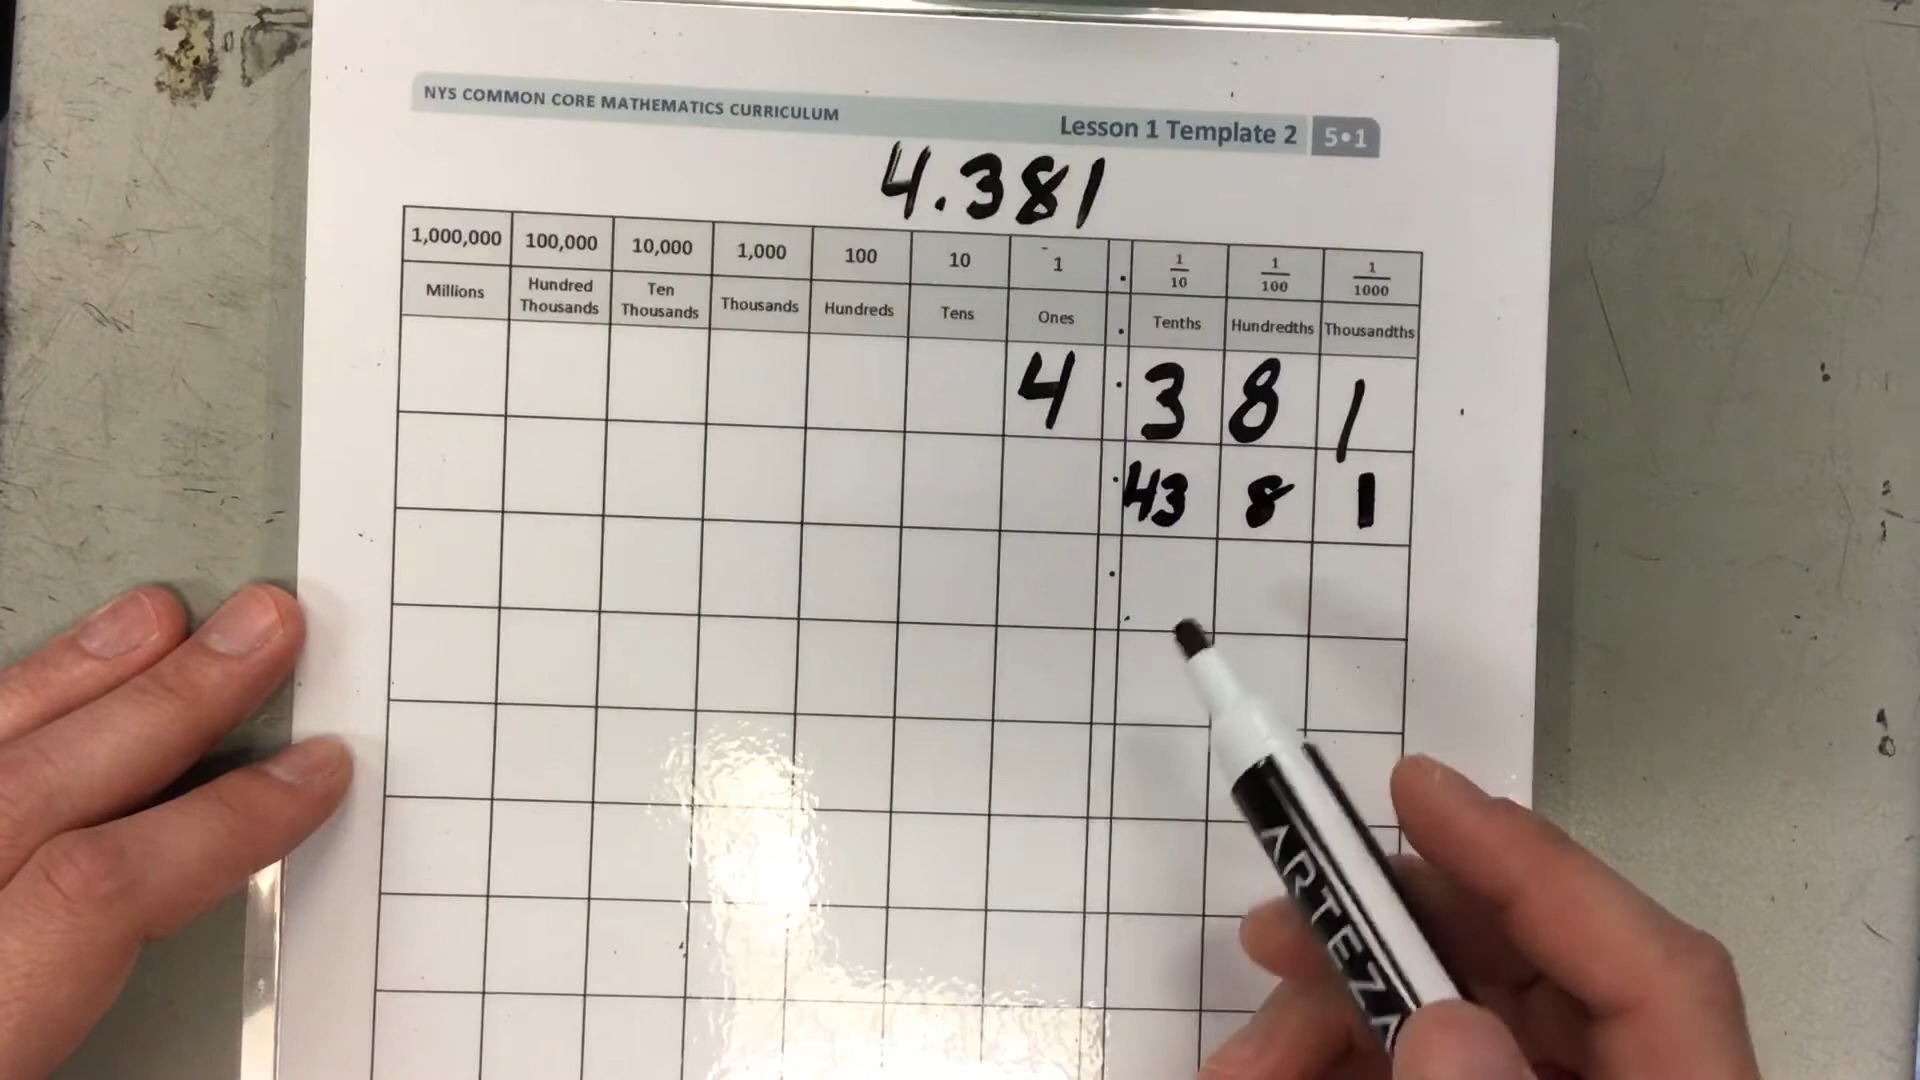 NYS COMMON CORE MATHEMATICS CURRICULUM
Lesson 1 Template 2 5•1
4.381
1,000,000 100,000 10,000 1,000 100 10 1 . 1/10 1/100 1/1000
Millions Hundred Thousands Ten Thousands Thousands Hundreds Tens Ones . Tenths Hundredths Thousandths
4 . 3 8 1
. 43 8 1
.
ARTEZA